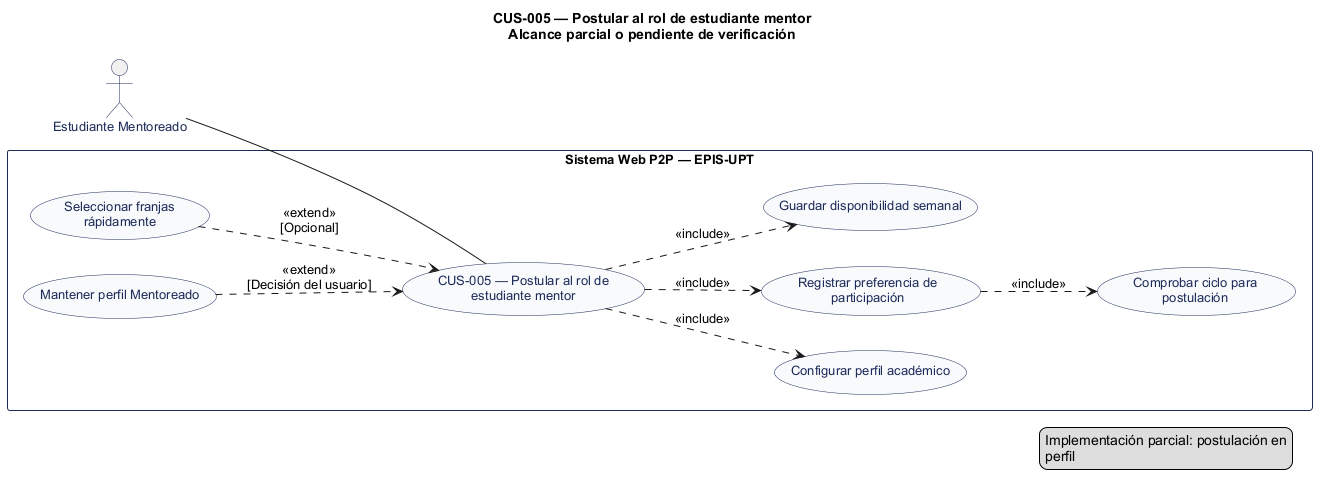 CUS-005 — Postular al rol de estudiante mentor
Alcance parcial o pendiente de verificación
Estudiante Mentoreado
Sistema Web P2P — EPIS-UPT
Seleccionar franjas
rápidamente
«extend»
[Opcional]
Mantener perfil Mentoreado
«extend»
[Decisión del usuario]
CUS-005 — Postular al rol de
estudiante mentor
«include»
Guardar disponibilidad semanal
«include»
Registrar preferencia de
participación
«include»
Comprobar ciclo para
postulación
«include»
Configurar perfil académico
Implementación parcial: postulación en
perfil